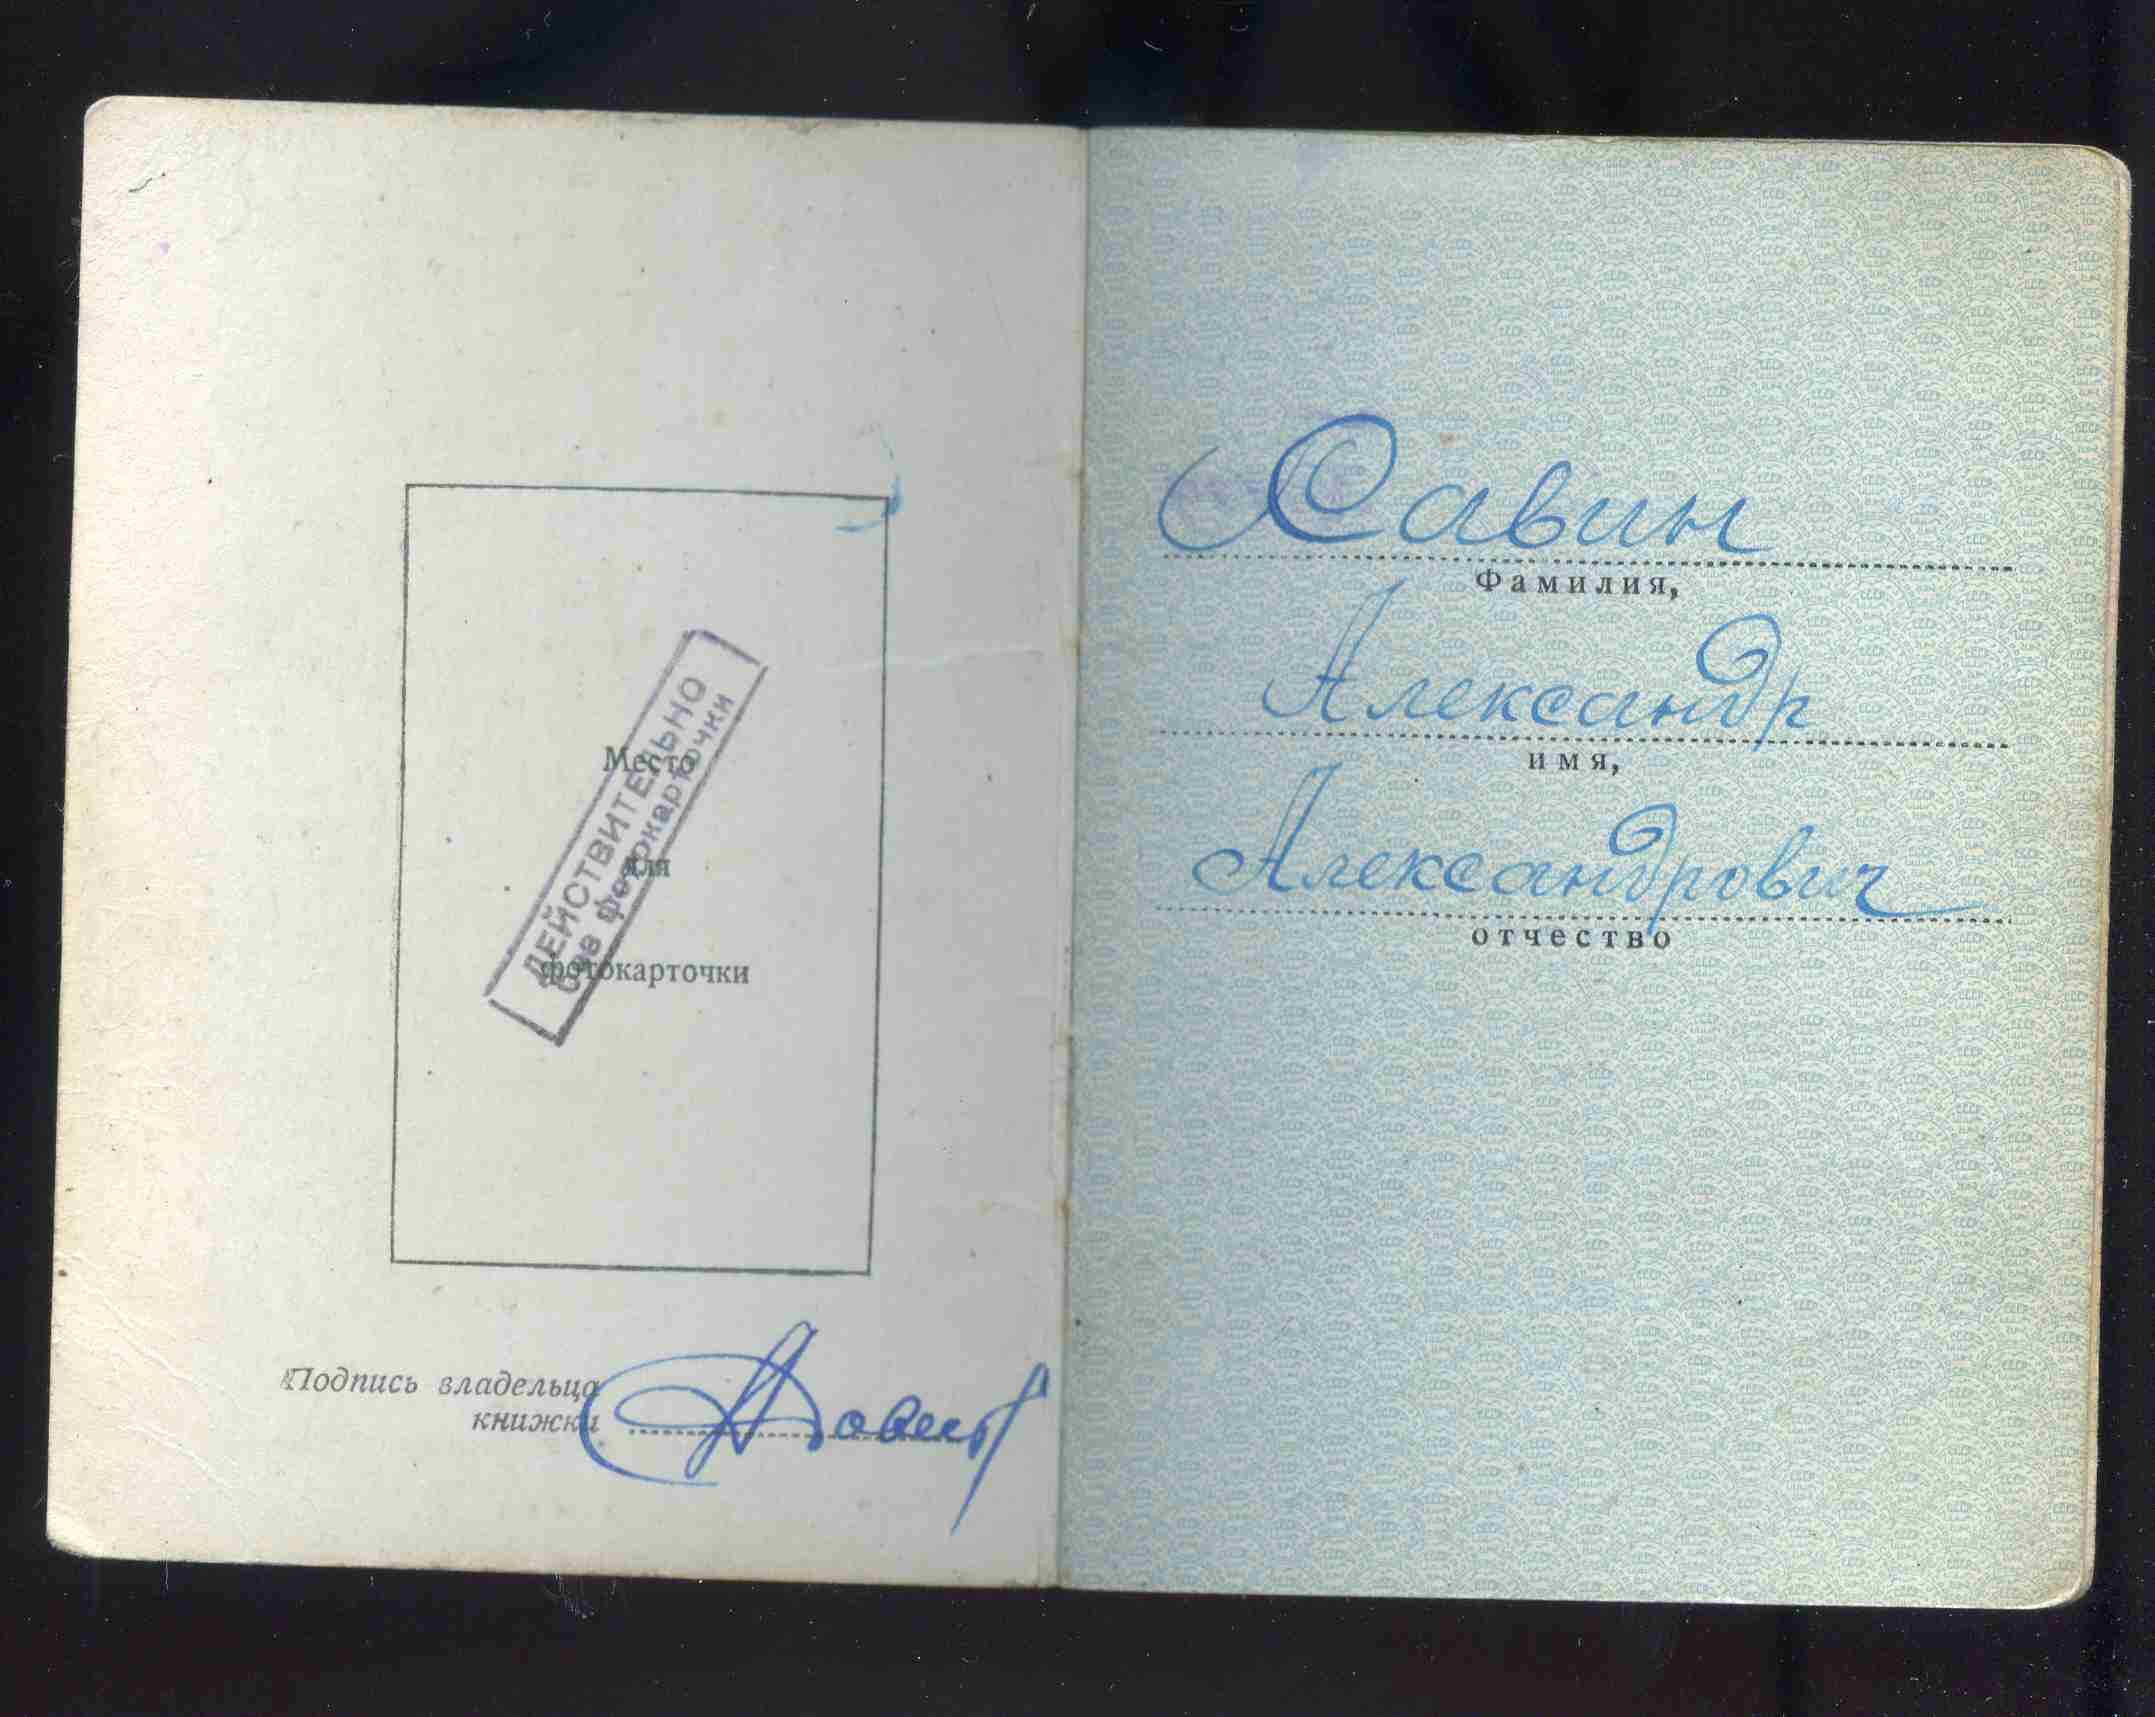 Место
для
фотокарточки
ДЕЙСТВИТЕЛЬНО
без фотокарточки
Подпись владельца
книжки
Савин
Фамилия,
Александр
имя,
Александрович
отчество